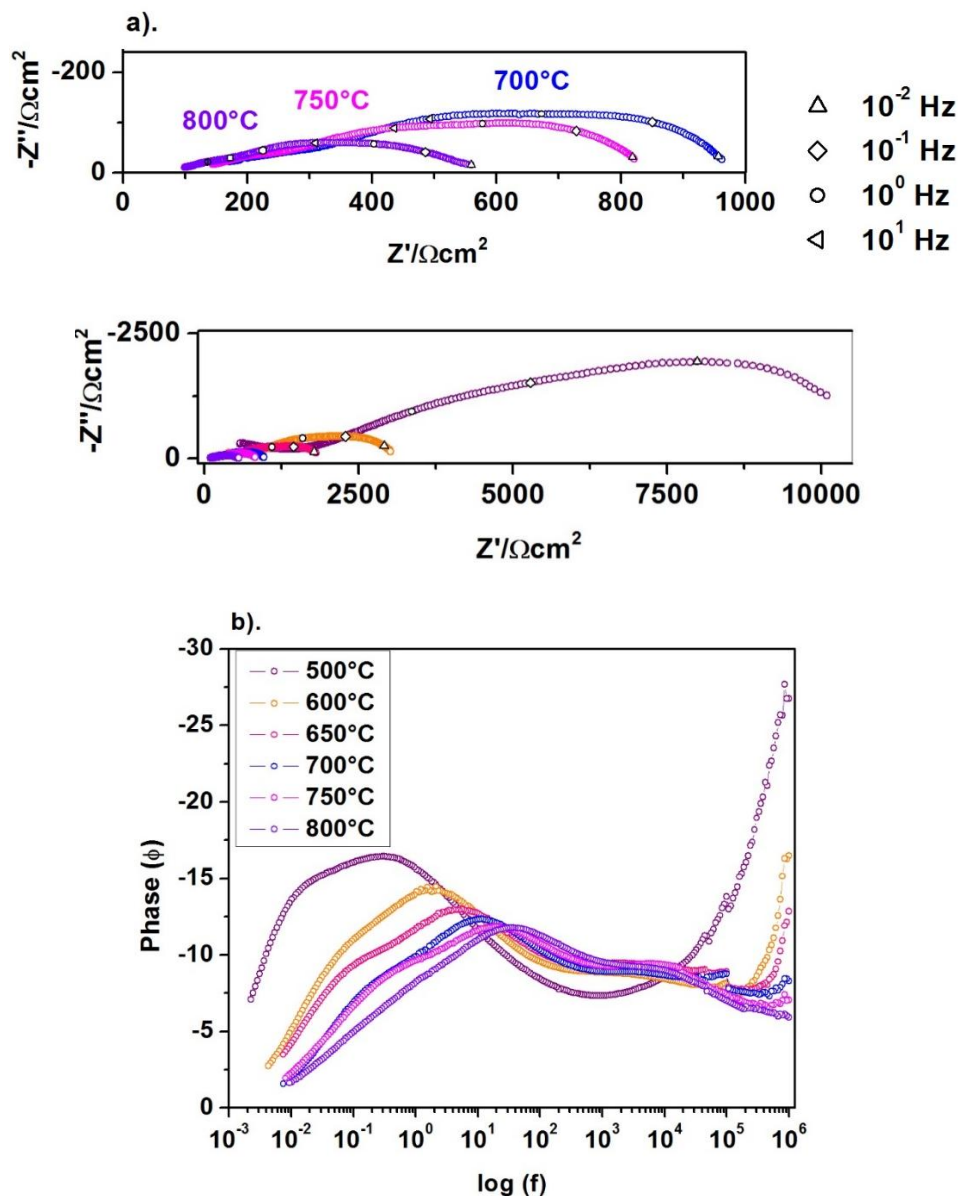 a).
-200
0
-Z''/Ωcm²
800°C
750°C
700°C
0
200
400
600
800
1000
Z'/Ωcm²
10⁻² Hz
10⁻¹ Hz
10⁰ Hz
10¹ Hz
-2500
0
-Z''/Ωcm²
0
2500
5000
7500
10000
Z'/Ωcm²
b).
-30
-25
-20
-15
-10
-5
0
Phase (ϕ)
500°C
600°C
650°C
700°C
750°C
800°C
10⁻³
10⁻²
10⁻¹
10⁰
10¹
10²
10³
10⁴
10⁵
10⁶
log (f)